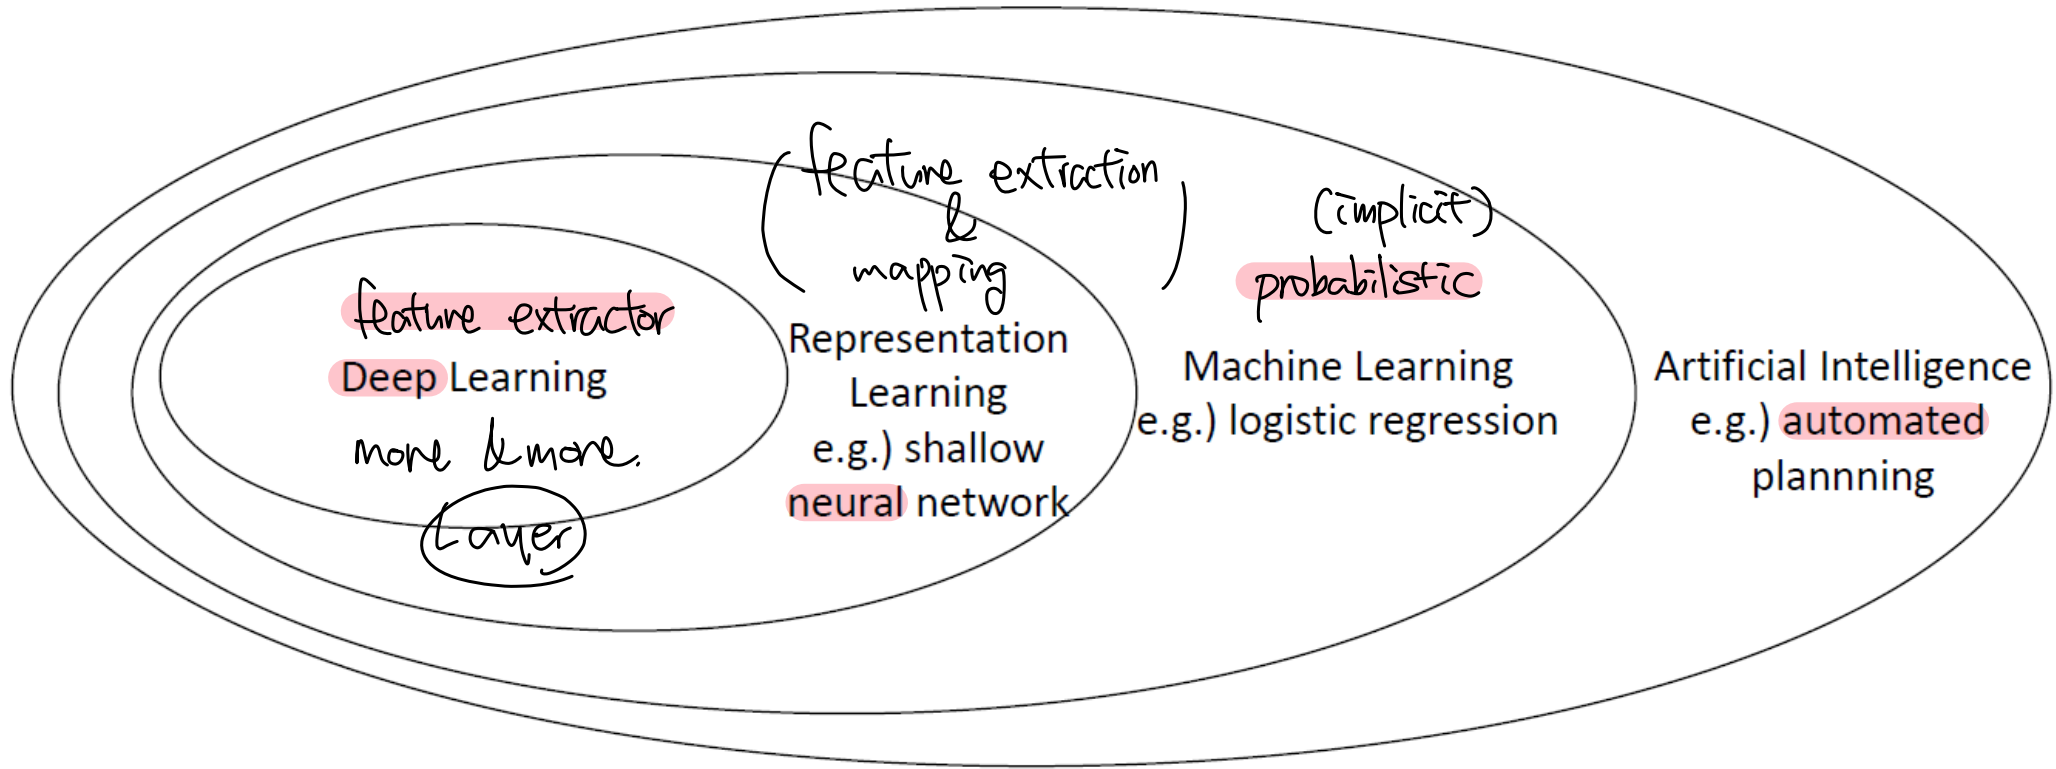 feature extractor
Deep Learning
more & more.
Layer
(feature extraction
&
mapping)
Representation
Learning
e.g.) shallow
neural network
(implicit)
probabilistic
Machine Learning
e.g.) logistic regression
Artificial Intelligence
e.g.) automated
plannning